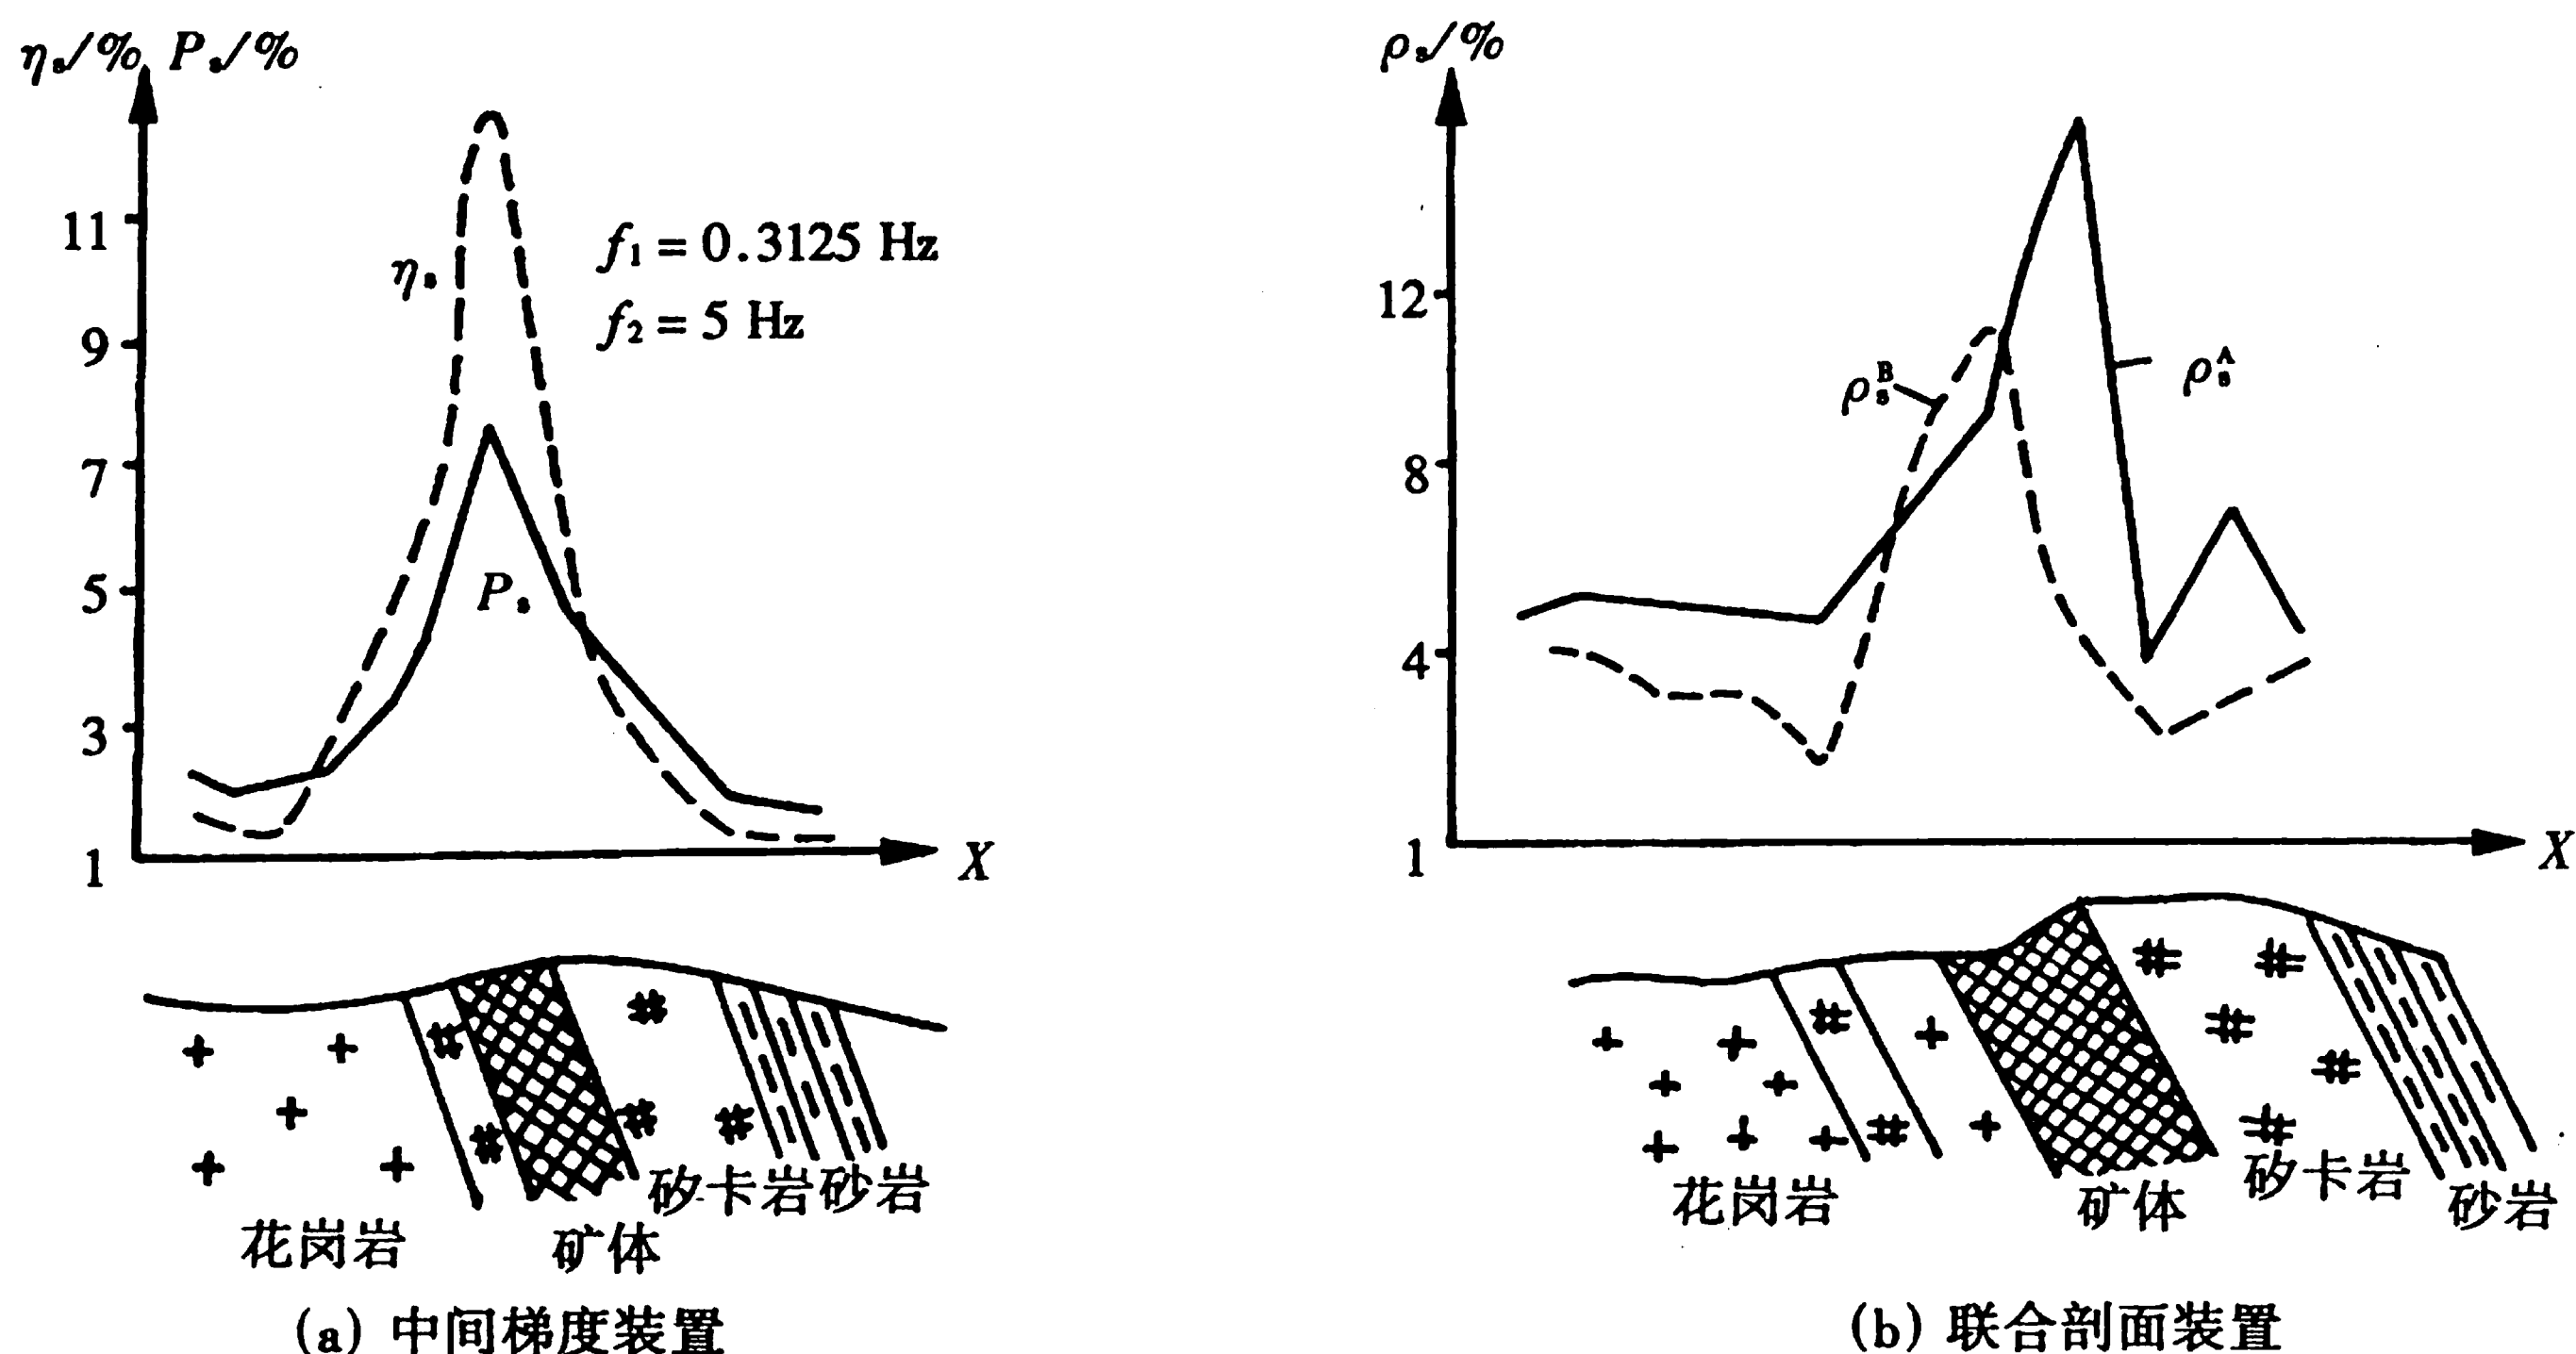 ηs/% Ps/%
11
9
7
5
3
1
ηs
f1 = 0.3125 Hz
f2 = 5 Hz
Ps
X
花岗岩
矿体
矽卡岩
砂岩
(a) 中间梯度装置
ρs/%
12
8
4
1
ρsB
ρsA
X
花岗岩
矿体
矽卡岩
砂岩
(b) 联合剖面装置